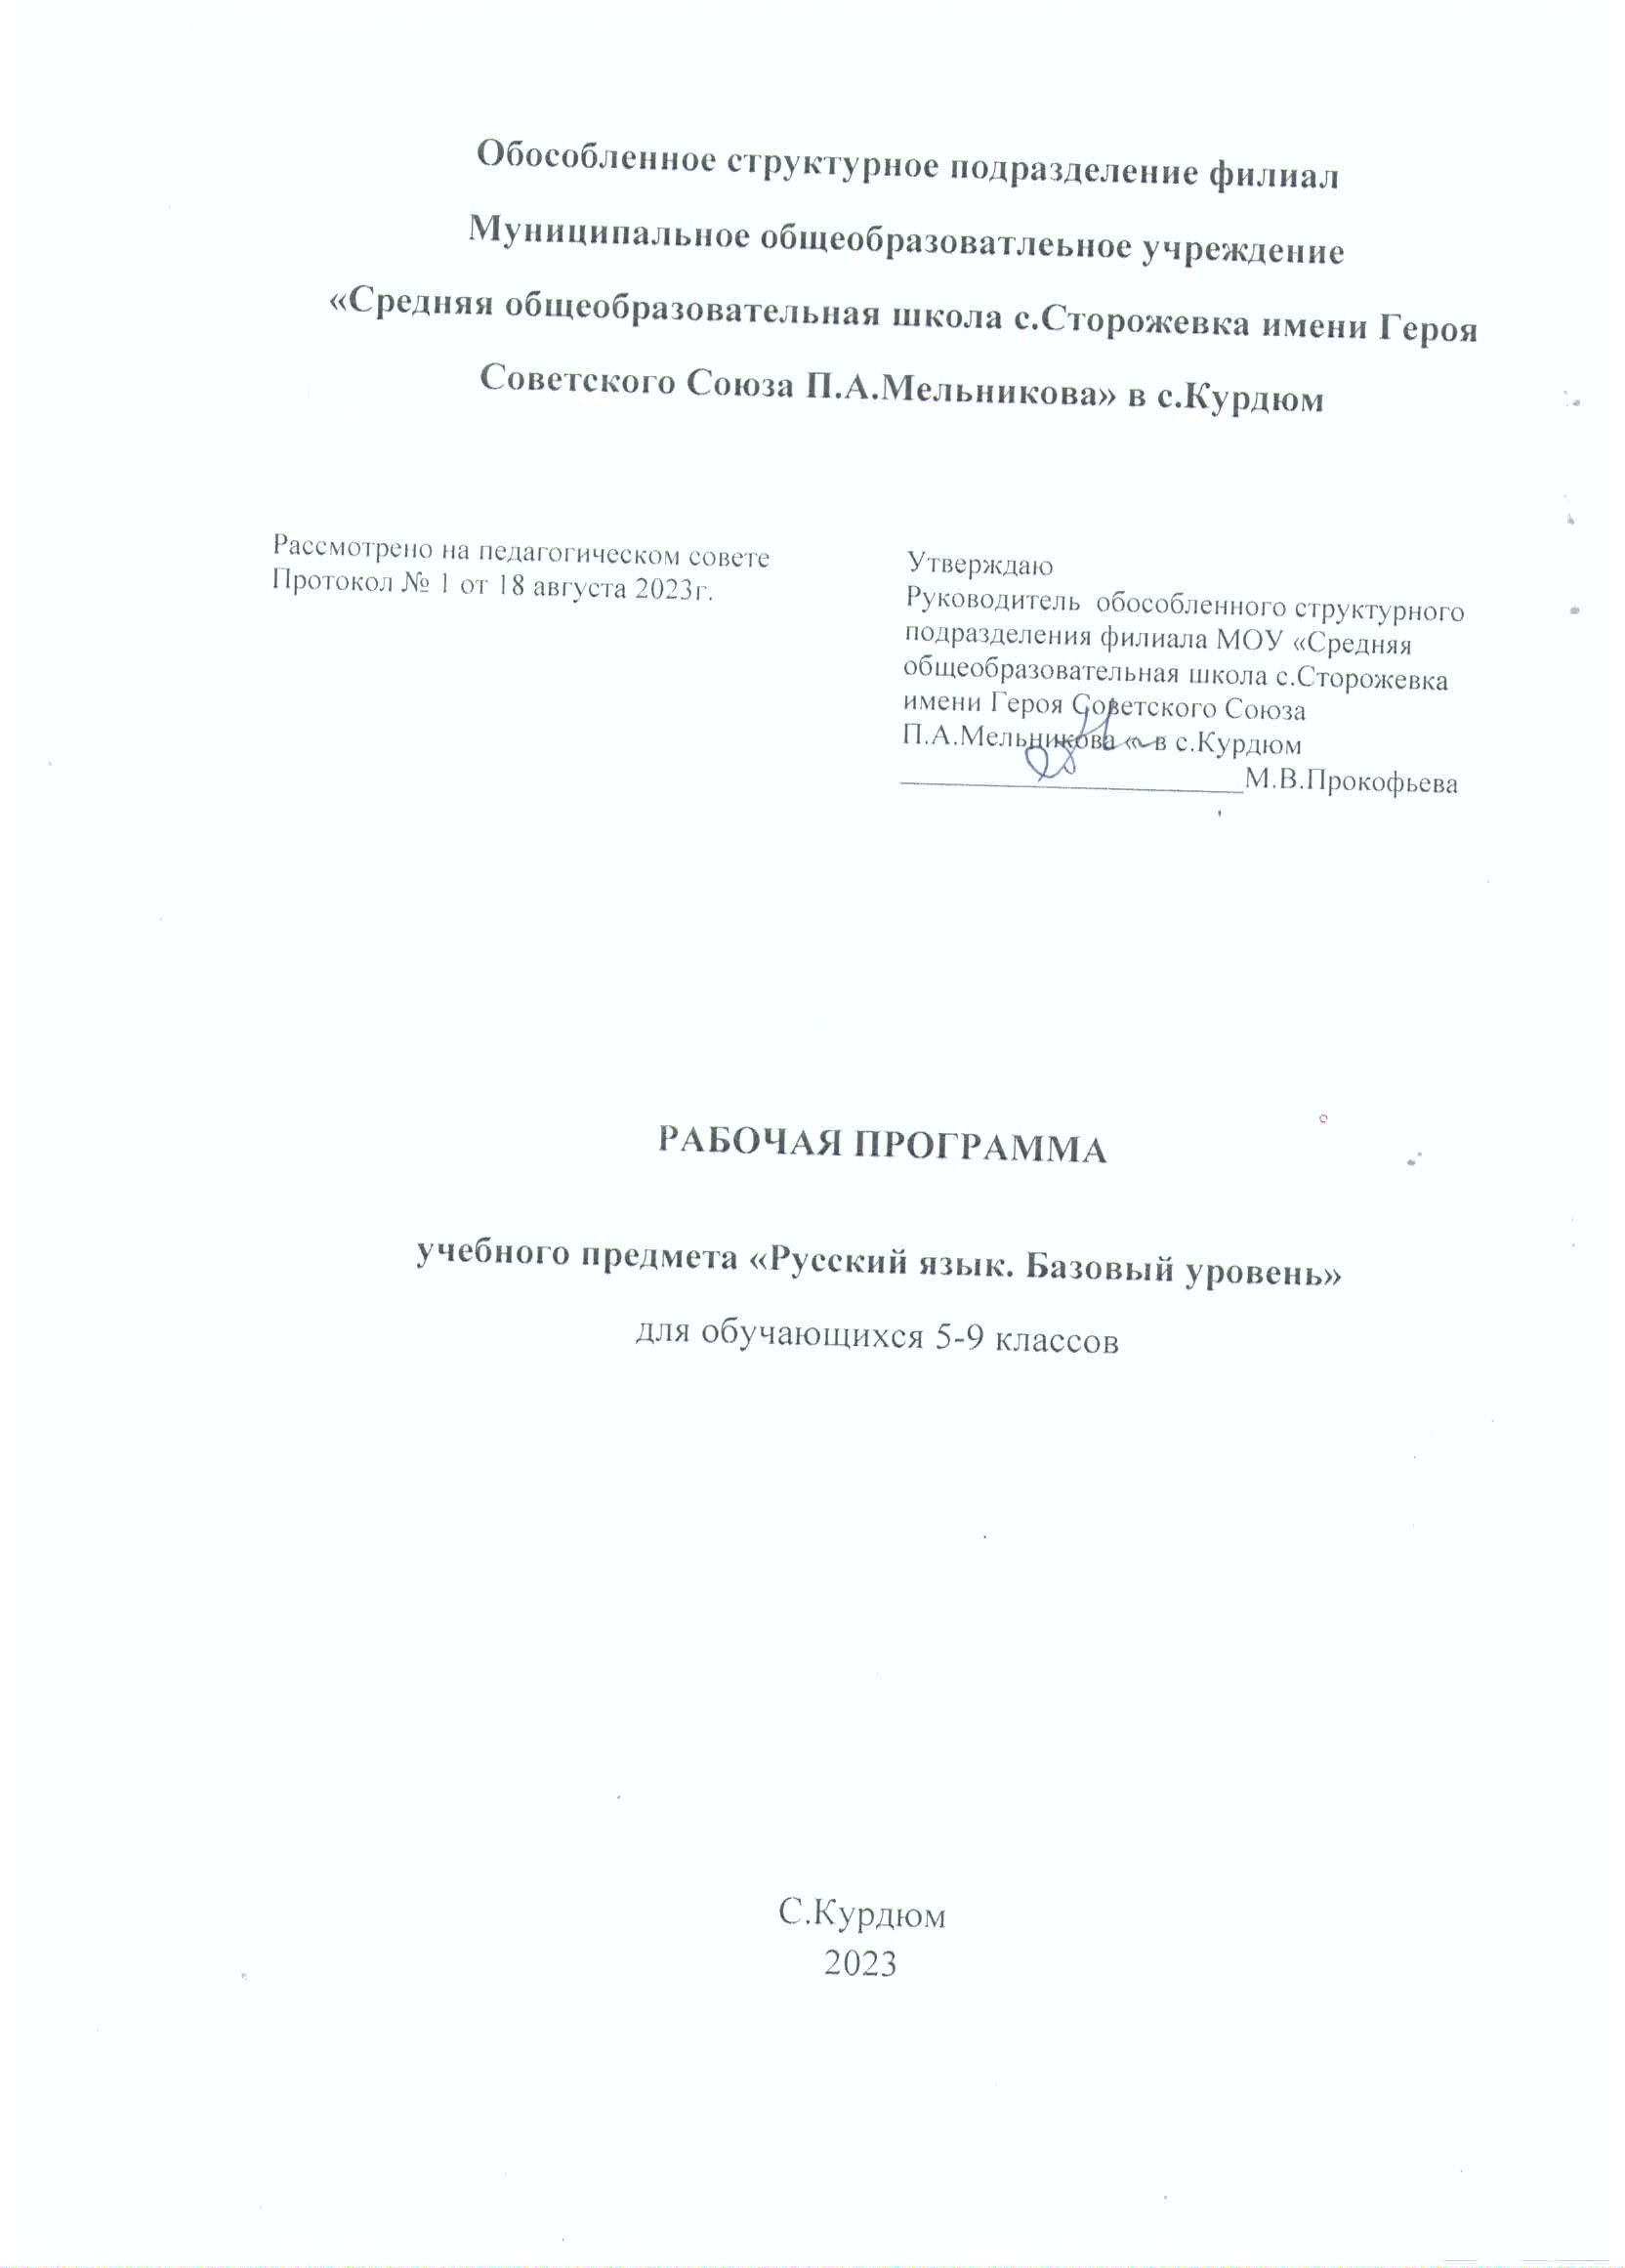 Обособленное структурное подразделение филиал
Муниципальное общеобразоватлеьное учреждение
«Средняя общеобразовательная школа с.Сторожевка имени Героя
Советского Союза П.А.Мельникова» в с.Курдюм
Рассмотрено на педагогическом совете
Протокол № 1 от 18 августа 2023г.
Утверждаю
Руководитель обособленного структурного
подразделения филиала МОУ «Средняя
общеобразовательная школа с.Сторожевка
имени Героя Советского Союза
П.А.Мельникова « в с.Курдюм
М.В.Прокофьева
РАБОЧАЯ ПРОГРАММА
учебного предмета «Русский язык. Базовый уровень»
для обучающихся 5-9 классов
С.Курдюм
2023